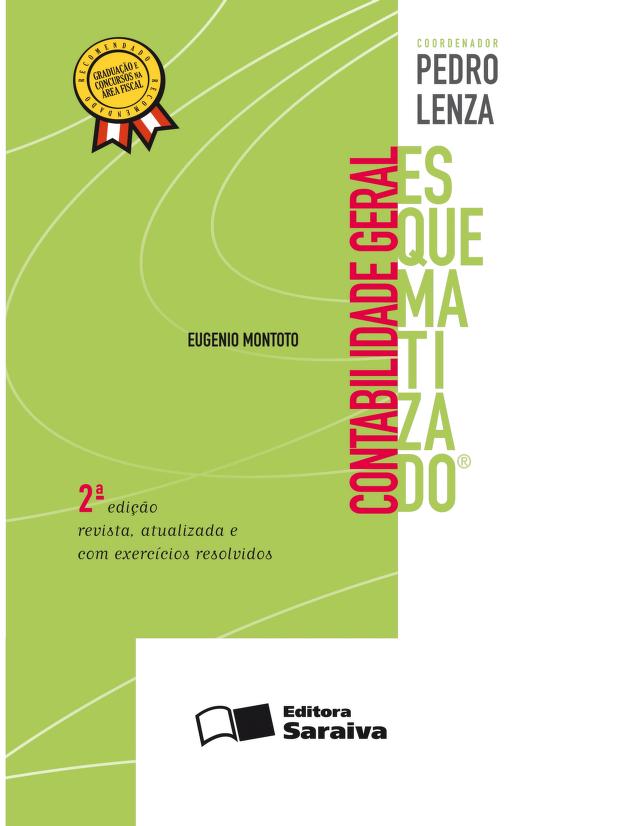 COORDENADOR
PEDRO
LENZA
RECOMENDADO
GRADUAÇÃO E
CONCURSOS NA
ÁREA FISCAL
RECOMENDADO
CONTABILIDADE GERAL
ES
QUE
MA
TI
ZA
DO®
EUGENIO MONTOTO
2ª edição
revista, atualizada e
com exercícios resolvidos
Editora
Saraiva